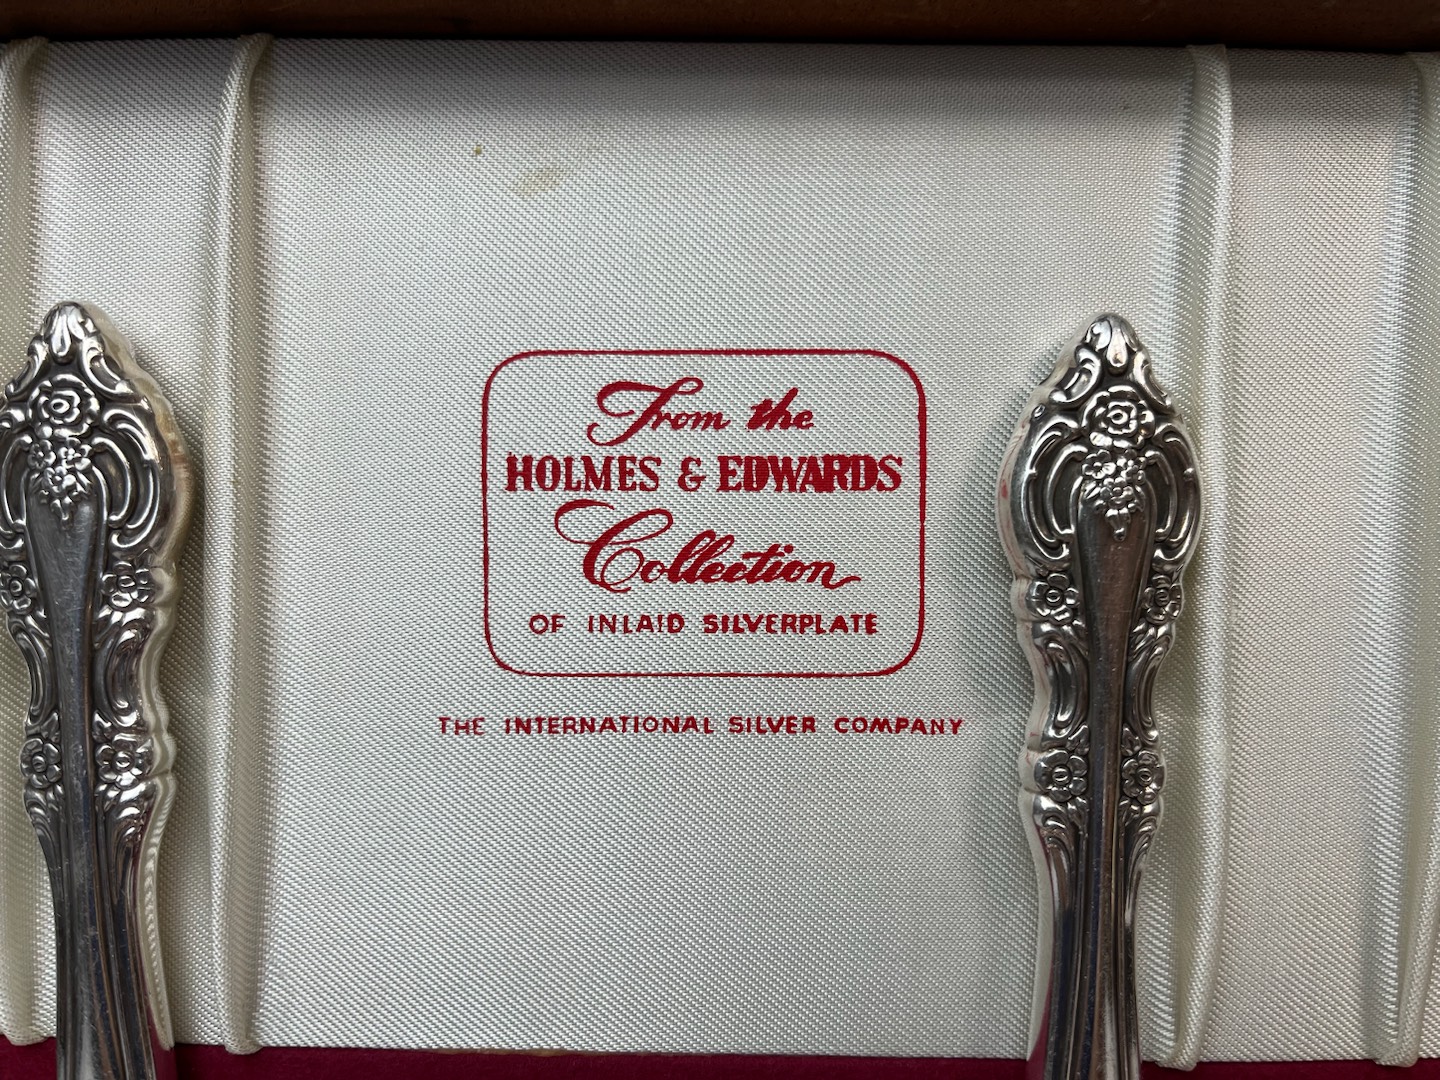 From the
HOLMES & EDWARDS
Collection
OF INLAID SILVERPLATE
THE INTERNATIONAL SILVER COMPANY